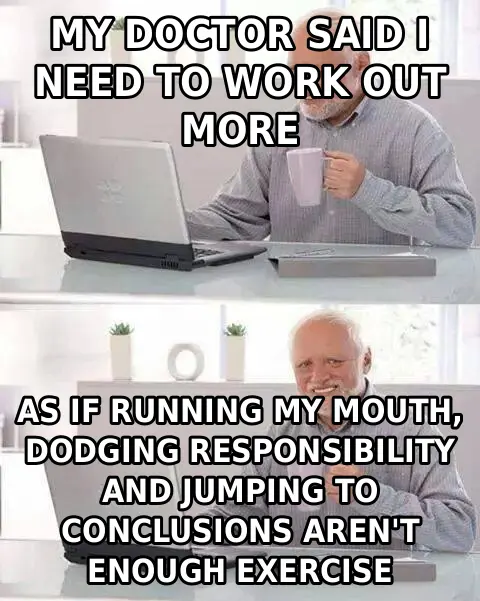 MY DOCTOR SAID I
NEED TO WORK OUT
MORE
AS IF RUNNING MY MOUTH,
DODGING RESPONSIBILITY
AND JUMPING TO
CONCLUSIONS AREN'T
ENOUGH EXERCISE